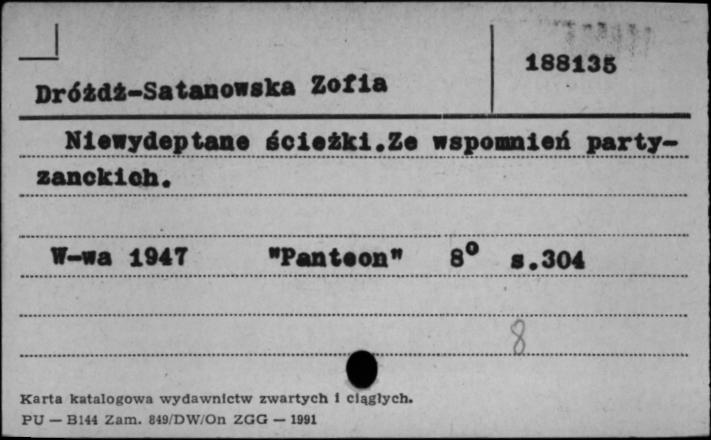 188135
Dróżdż-Satanowska Zofia
Niewydeptane ścieżki.Ze wspomnień party-
zanckich.
W-wa 1947 "Panteon" 8⁰ s.304
8
Karta katalogowa wydawnictw zwartych i ciągłych.
PU — B144 Zam. 849/DW/On ZGG — 1991